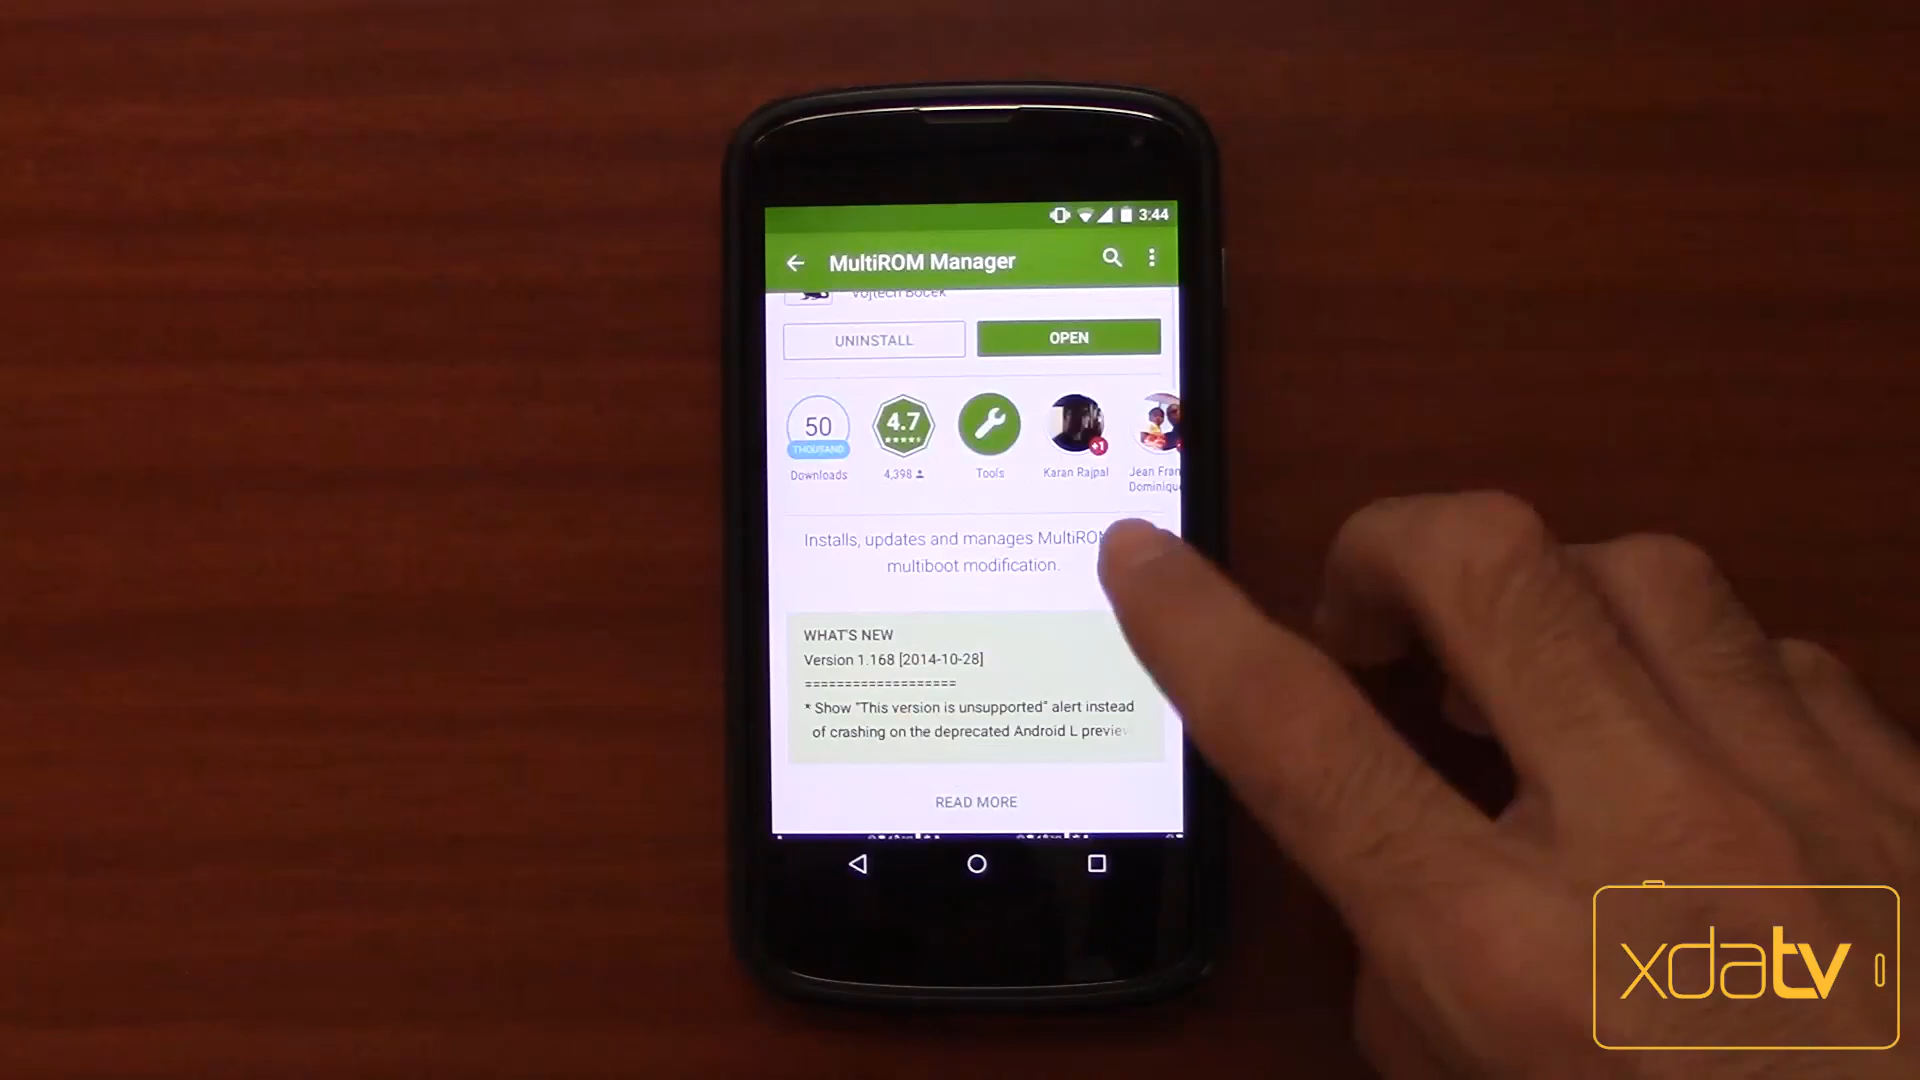 3:44
MultiROM Manager
Vojtech Bocek
UNINSTALL
OPEN
50
THOUSAND
Downloads
4.7
4,398
Tools
+1
Karan Rajpal
Jean Fran
Dominique
Installs, updates and manages MultiROM
multiboot modification.
WHAT'S NEW
Version 1.168 [2014-10-28]
===================
* Show "This version is unsupported" alert instead
of crashing on the deprecated Android L preview
READ MORE
xdatv